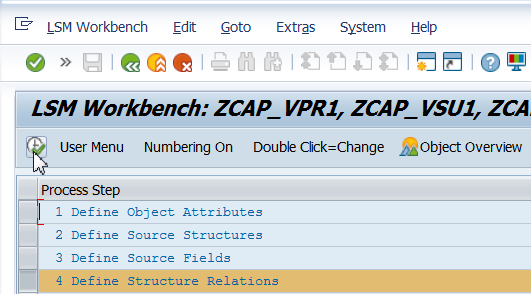 LSM Workbench Edit Goto Extras System Help
LSM Workbench: ZCAP_VPR1, ZCAP_VSU1, ZCA
User Menu Numbering On Double Click=Change Object Overview
Process Step
1 Define Object Attributes
2 Define Source Structures
3 Define Source Fields
4 Define Structure Relations